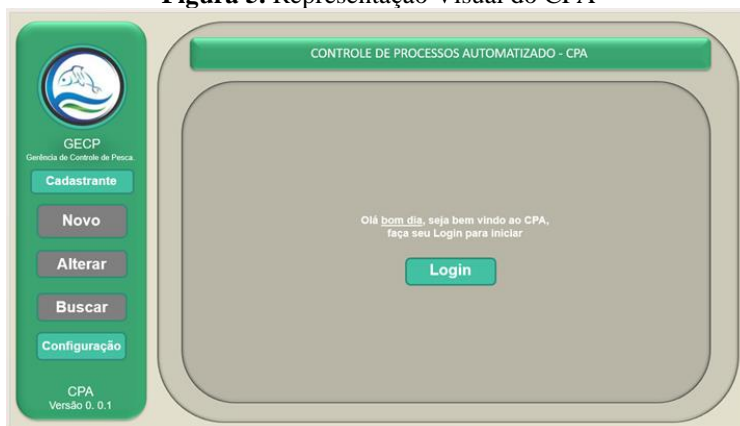 Figura 5. Representação Visual do CPA
CONTROLE DE PROCESSOS AUTOMATIZADO - CPA
GECP
Gerência de Controle de Pesca.
Cadastrante
Novo
Alterar
Buscar
Configuração
CPA
Versão 0. 0.1
Olá bom dia, seja bem vindo ao CPA,
faça seu Login para iniciar
Login